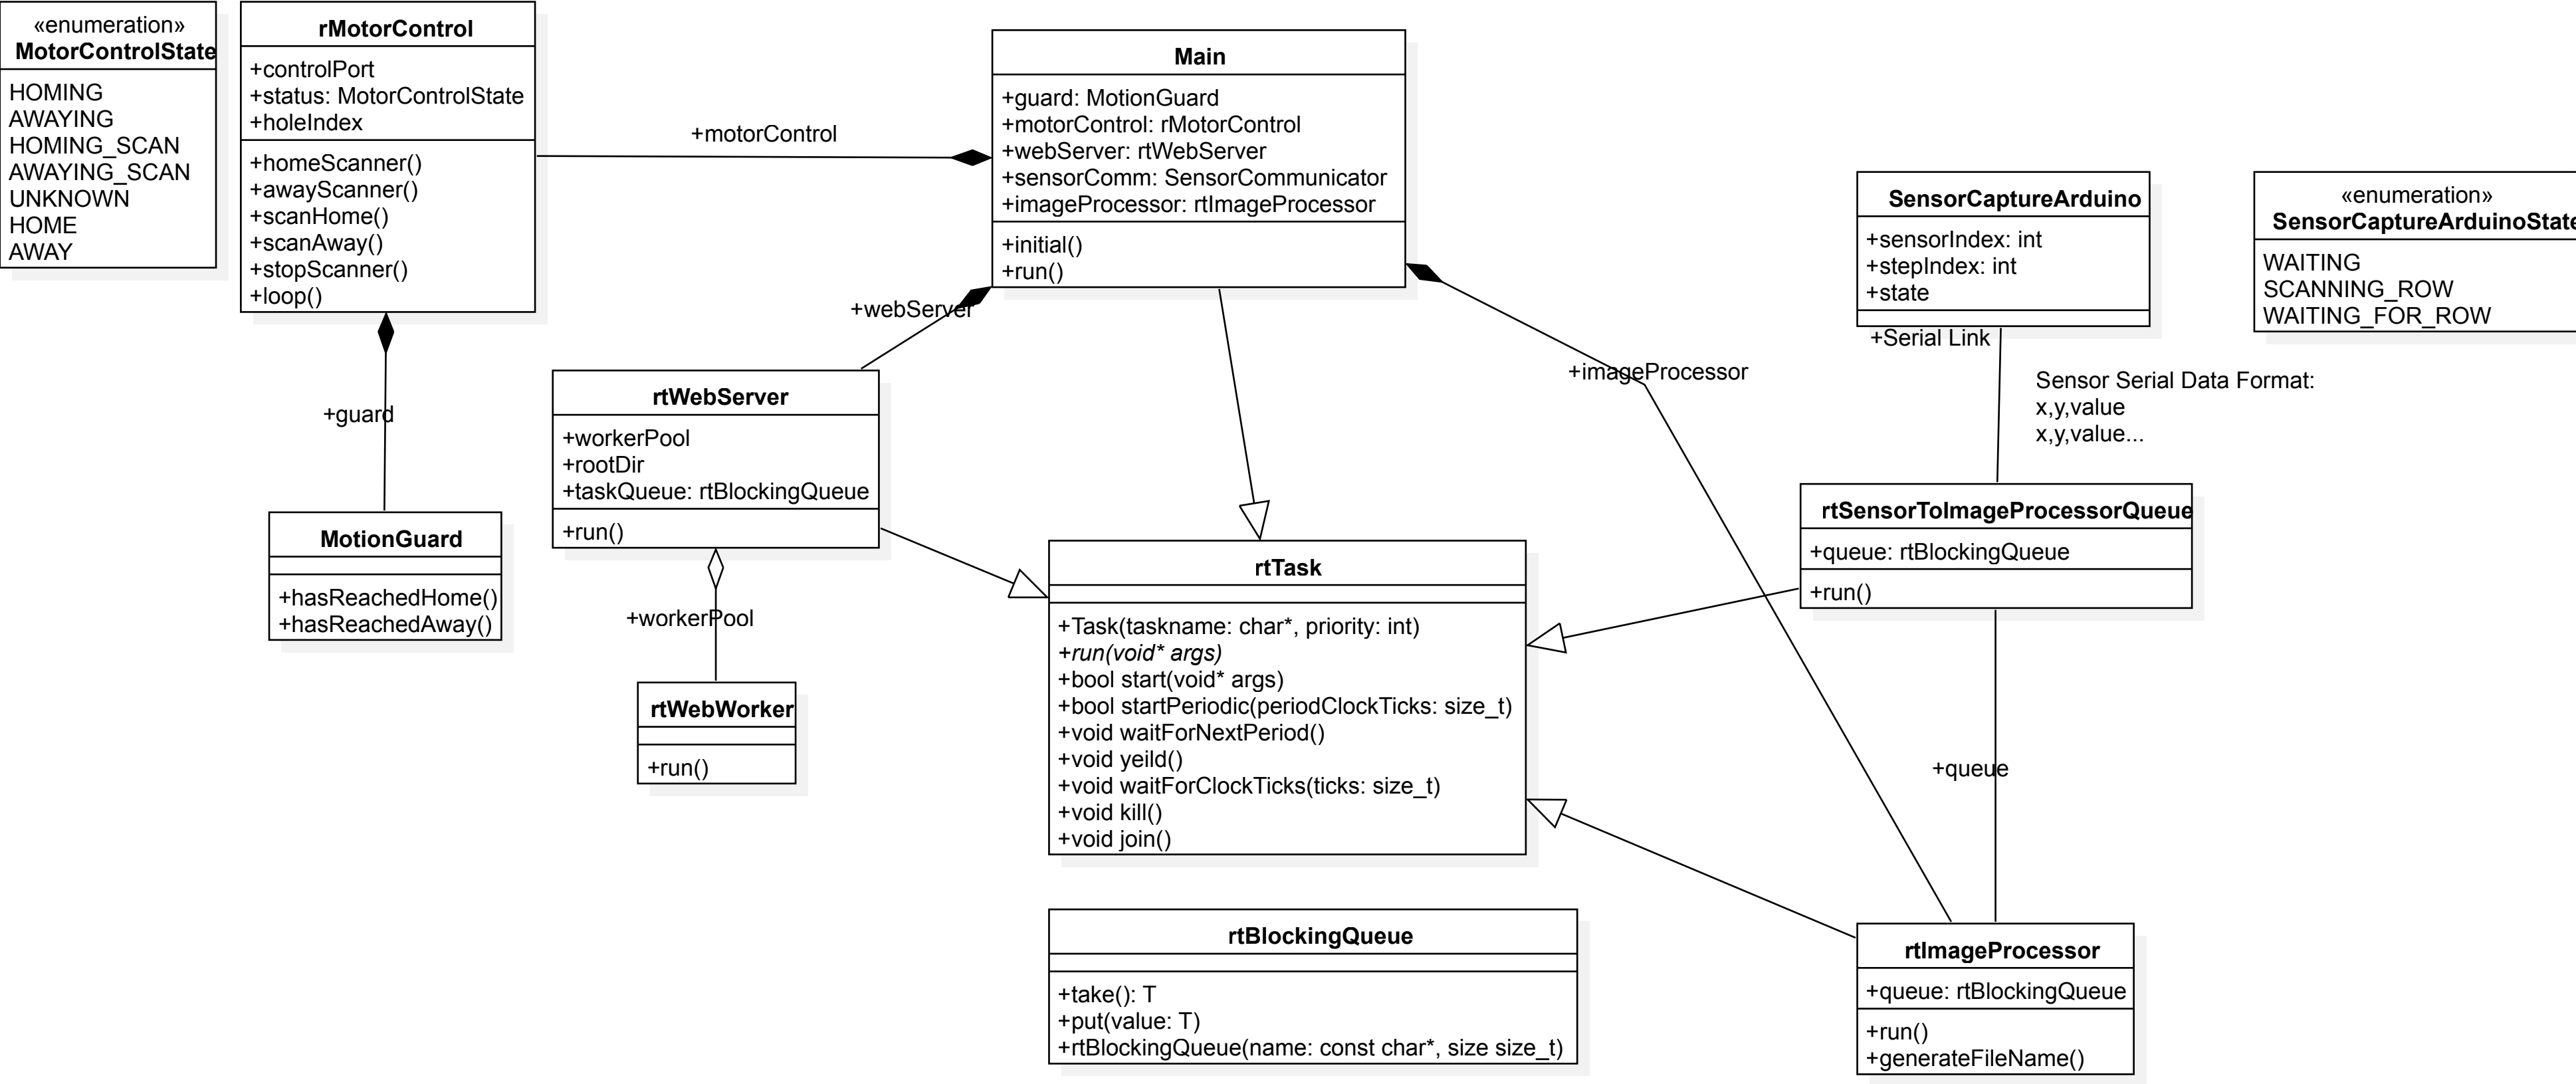 «enumeration»
MotorControlState
HOMING
AWAYING
HOMING_SCAN
AWAYING_SCAN
UNKNOWN
HOME
AWAY
rMotorControl
+controlPort
+status: MotorControlState
+holeIndex
+homeScanner()
+awayScanner()
+scanHome()
+scanAway()
+stopScanner()
+loop()
+motorControl
Main
+guard: MotionGuard
+motorControl: rMotorControl
+webServer: rtWebServer
+sensorComm: SensorCommunicator
+imageProcessor: rtImageProcessor
+initial()
+run()
SensorCaptureArduino
+sensorIndex: int
+stepIndex: int
+state
«enumeration»
SensorCaptureArduinoState
WAITING
SCANNING_ROW
WAITING_FOR_ROW
+webServer
+Serial Link
+imageProcessor
Sensor Serial Data Format:
x,y,value
x,y,value...
+guard
rtWebServer
+workerPool
+rootDir
+taskQueue: rtBlockingQueue
+run()
MotionGuard
+hasReachedHome()
+hasReachedAway()
+workerPool
rtWebWorker
+run()
rtTask
+Task(taskname: char*, priority: int)
+run(void* args)
+bool start(void* args)
+bool startPeriodic(periodClockTicks: size_t)
+void waitForNextPeriod()
+void yeild()
+void waitForClockTicks(ticks: size_t)
+void kill()
+void join()
rtSensorToImageProcessorQueue
+queue: rtBlockingQueue
+run()
+queue
rtBlockingQueue
+take(): T
+put(value: T)
+rtBlockingQueue(name: const char*, size size_t)
rtImageProcessor
+queue: rtBlockingQueue
+run()
+generateFileName()